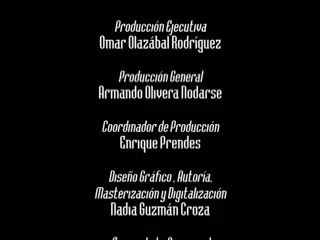 Producción Ejecutiva
Omar Olazábal Rodríguez
Producción General
Armando Olivera Nodarse
Coordinador de Producción
Enrique Prendes
Diseño Gráfico, Autoría,
Masterización y Digitalización
Nadia Guzmán Croza